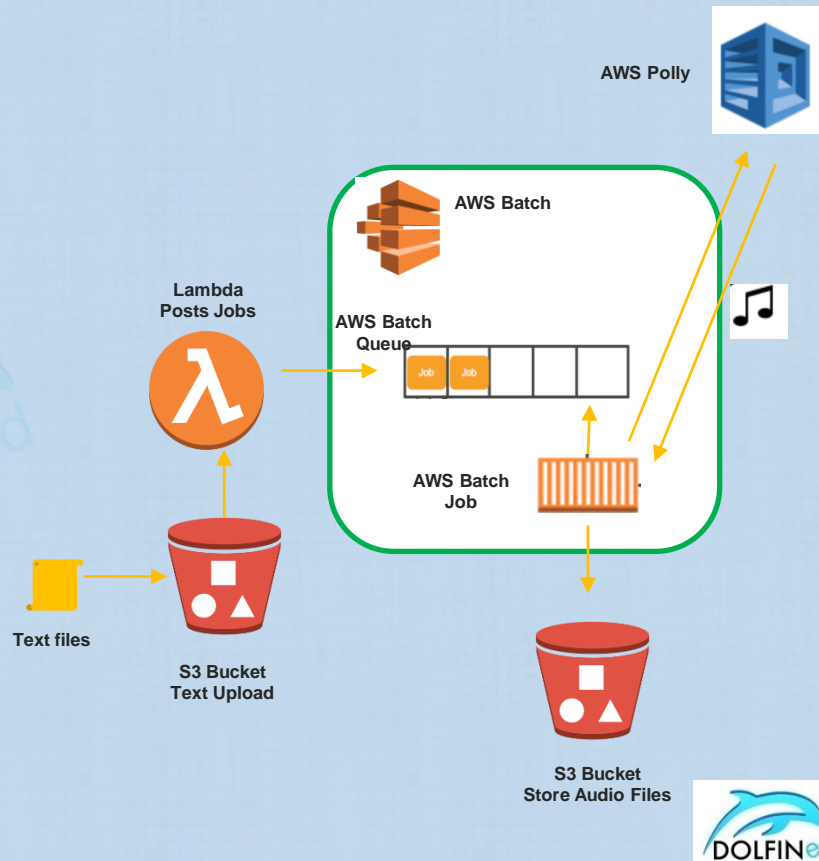 AWS Polly
AWS Batch
Lambda
Posts Jobs
AWS Batch
Queue
Job Job
AWS Batch
Job
Text files
S3 Bucket
Text Upload
S3 Bucket
Store Audio Files
DOLFINe